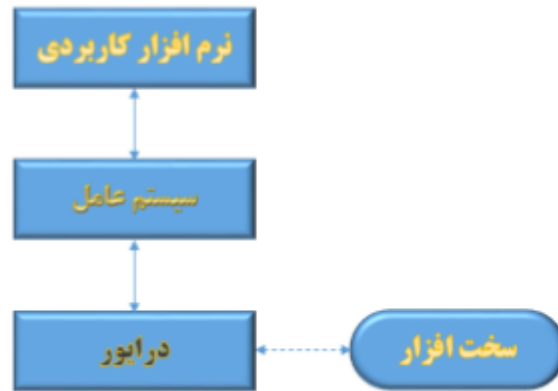 نرم افزار کاربردی
سیستم عامل
درایور
سخت افزار